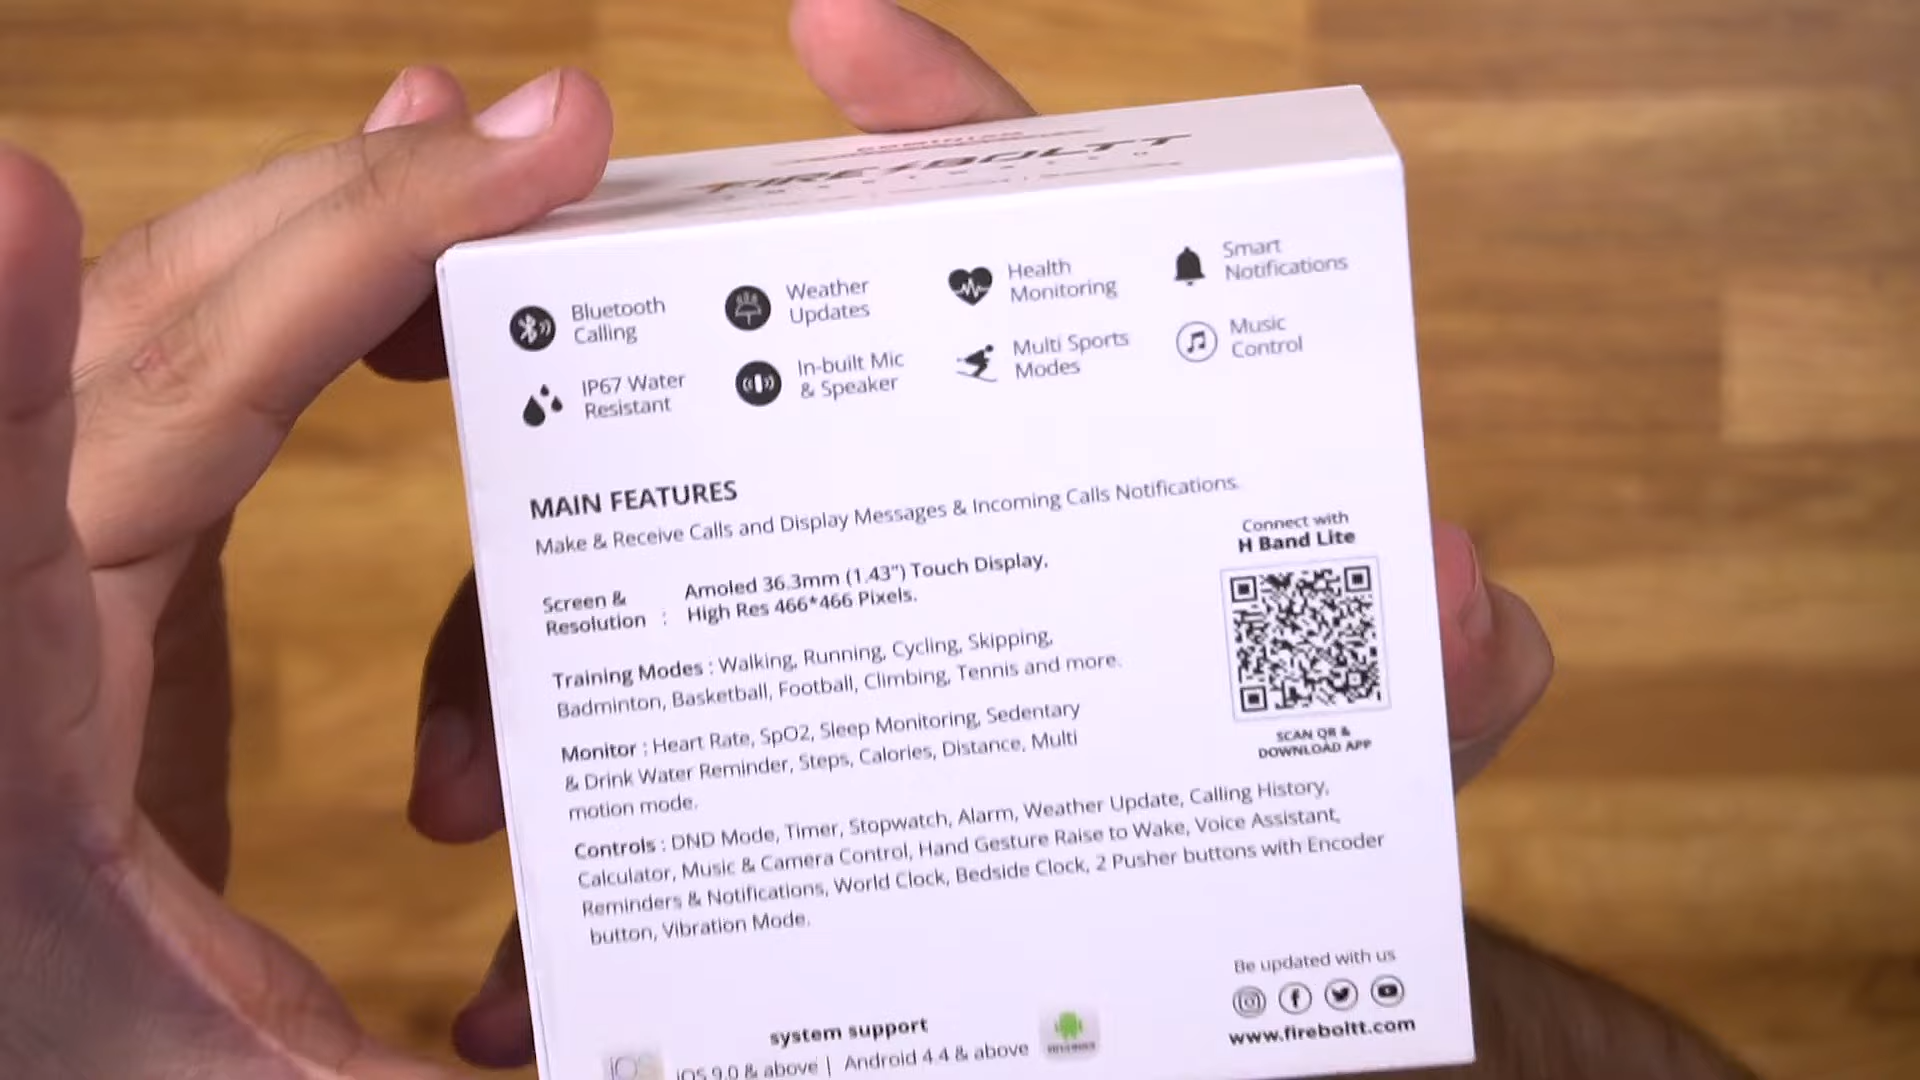 FIRE-BOLTT
Bluetooth
Calling
Weather
Updates
Health
Monitoring
Smart
Notifications
IP67 Water
Resistant
In-built Mic
& Speaker
Multi Sports
Modes
Music
Control
MAIN FEATURES
Make & Receive Calls and Display Messages & Incoming Calls Notifications.
Screen &
Resolution :
Amoled 36.3mm (1.43") Touch Display,
High Res 466*466 Pixels.
Training Modes : Walking, Running, Cycling, Skipping,
Badminton, Basketball, Football, Climbing, Tennis and more.
Monitor : Heart Rate, SpO2, Sleep Monitoring, Sedentary
& Drink Water Reminder, Steps, Calories, Distance, Multi
motion mode.
Controls : DND Mode, Timer, Stopwatch, Alarm, Weather Update, Calling History,
Calculator, Music & Camera Control, Hand Gesture Raise to Wake, Voice Assistant,
Reminders & Notifications, World Clock, Bedside Clock, 2 Pusher buttons with Encoder
button, Vibration Mode.
Connect with
H Band Lite
SCAN QR &
DOWNLOAD APP
system support
iOS
iOS 9.0 & above | Android 4.4 & above
Be updated with us
www.fireboltt.com